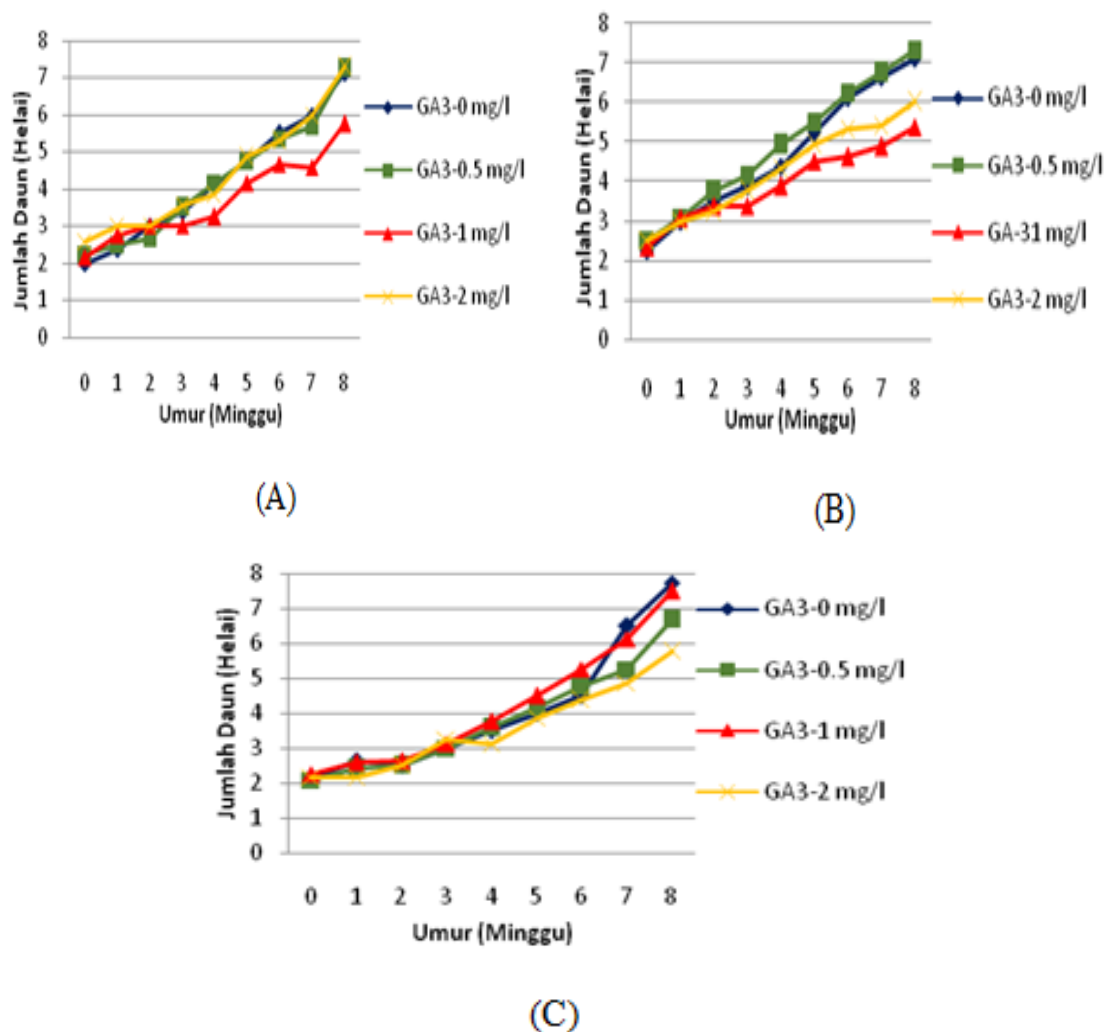 Jumlah Daun (Helai)
8
7
6
5
4
3
2
1
0
0 1 2 3 4 5 6 7 8
Umur (Minggu)
GA3-0 mg/l
GA3-0.5 mg/l
GA3-1 mg/l
GA3-2 mg/l
(A)
Jumlah Daun (Helai)
8
7
6
5
4
3
2
1
0
0 1 2 3 4 5 6 7 8
Umur (Minggu)
GA3-0 mg/l
GA3-0.5 mg/l
GA-31 mg/l
GA3-2 mg/l
(B)
Jumlah Daun (Helai)
8
7
6
5
4
3
2
1
0
0 1 2 3 4 5 6 7 8
Umur (Minggu)
GA3-0 mg/l
GA3-0.5 mg/l
GA3-1 mg/l
GA3-2 mg/l
(C)